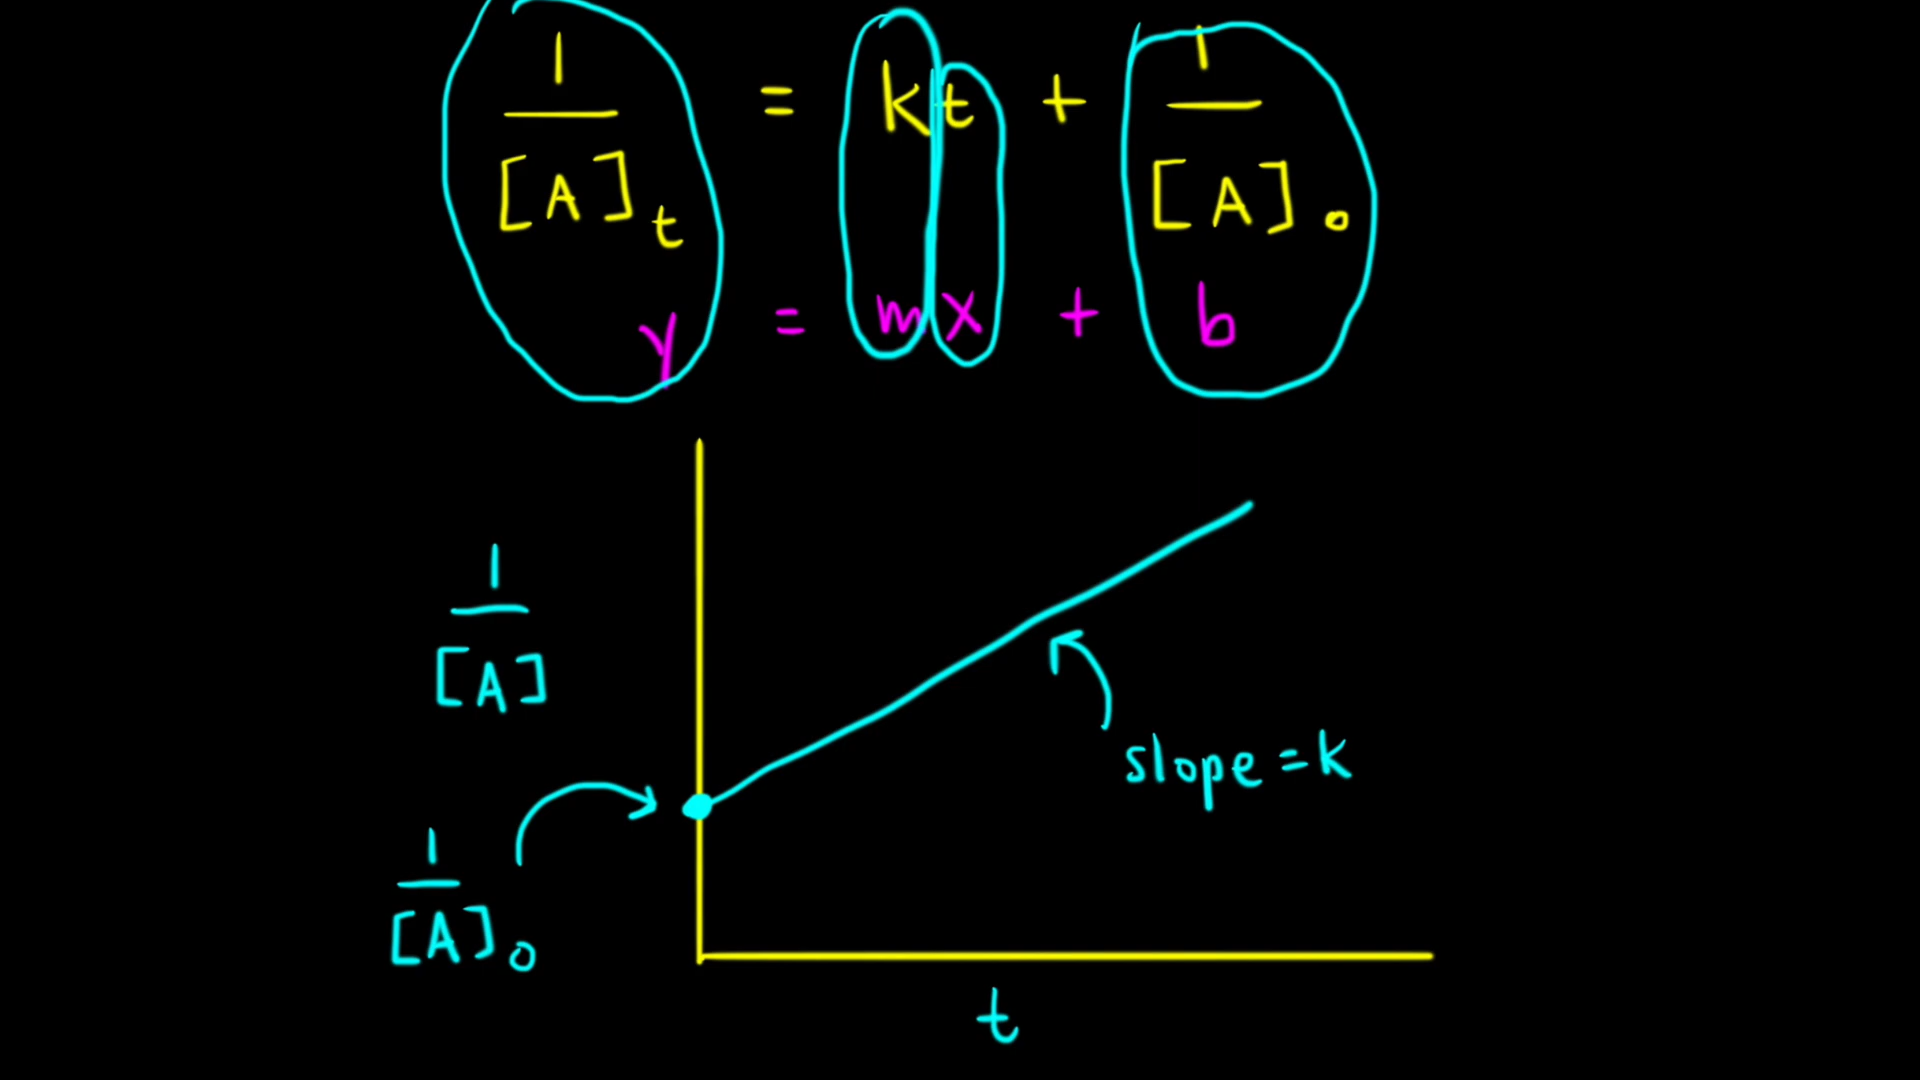 1/[A]t = kt + 1/[A]0
y = mx + b
1/[A]
slope = k
1/[A]0
t